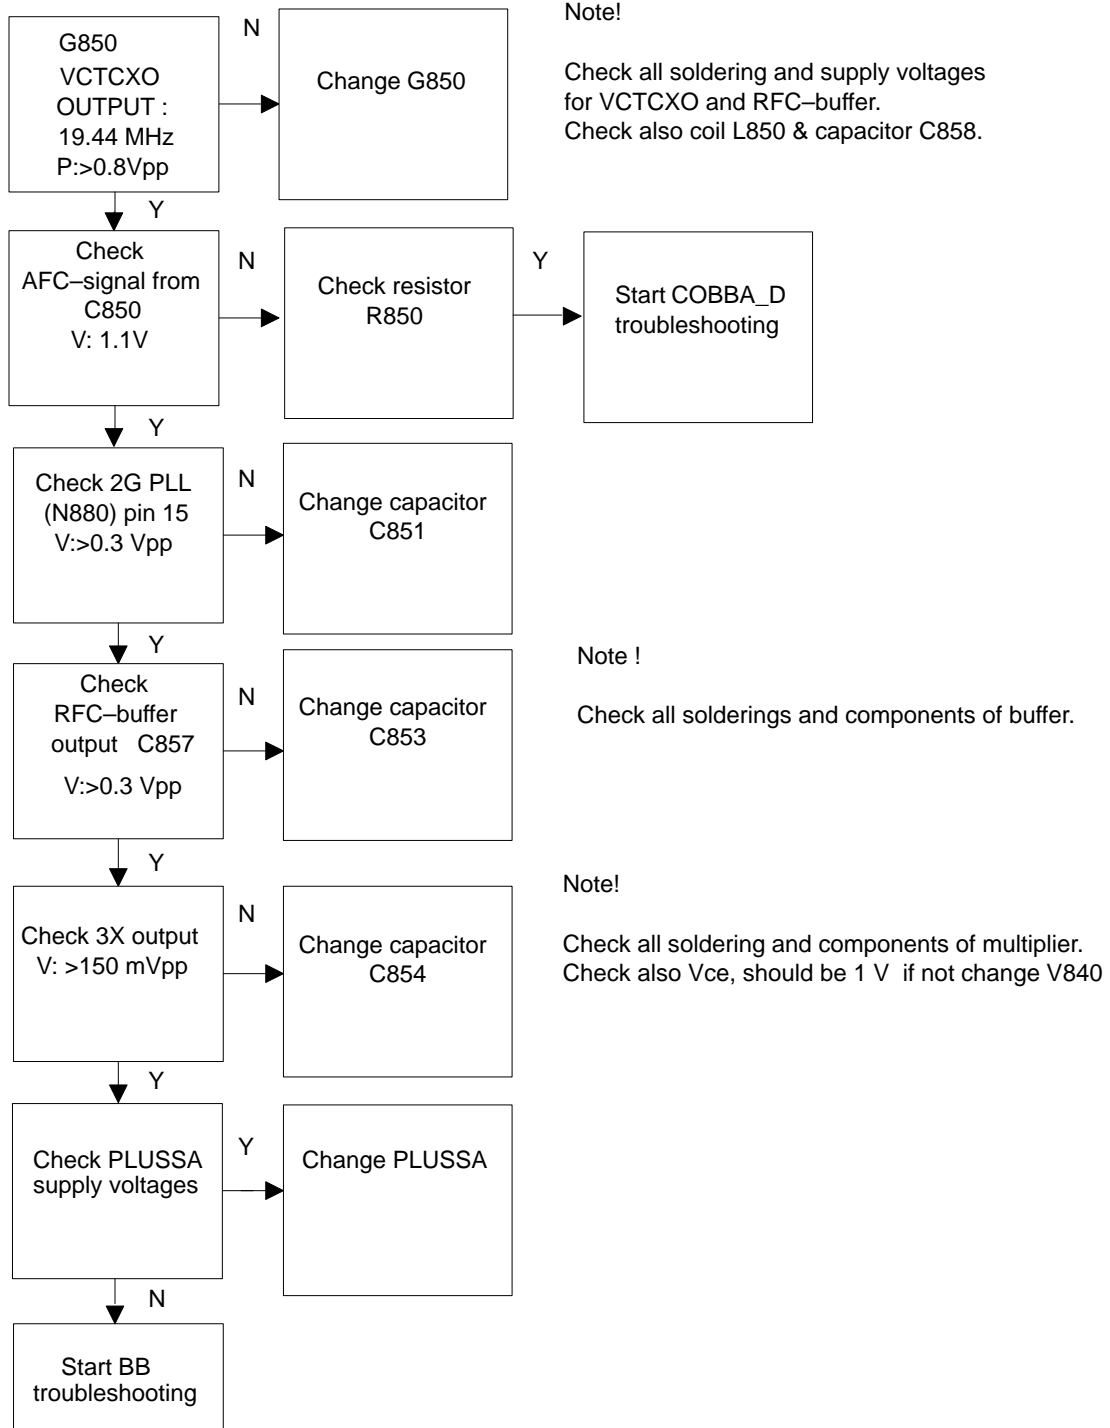 G850
VCTCXO
OUTPUT :
19.44 MHz
P:>0.8Vpp
N
Change G850
Note!
Check all soldering and supply voltages
for VCTCXO and RFC–buffer.
Check also coil L850 & capacitor C858.
Y
Check
AFC–signal from
C850
V: 1.1V
N
Check resistor
R850
Y
Start COBBA_D
troubleshooting
Y
Check 2G PLL
(N880) pin 15
V:>0.3 Vpp
N
Change capacitor
C851
Y
Check
RFC–buffer
output C857
V:>0.3 Vpp
N
Change capacitor
C853
Note !
Check all solderings and components of buffer.
Y
Check 3X output
V: >150 mVpp
N
Change capacitor
C854
Note!
Check all soldering and components of multiplier.
Check also Vce, should be 1 V if not change V840
Y
Check PLUSSA
supply voltages
Y
Change PLUSSA
N
Start BB
troubleshooting